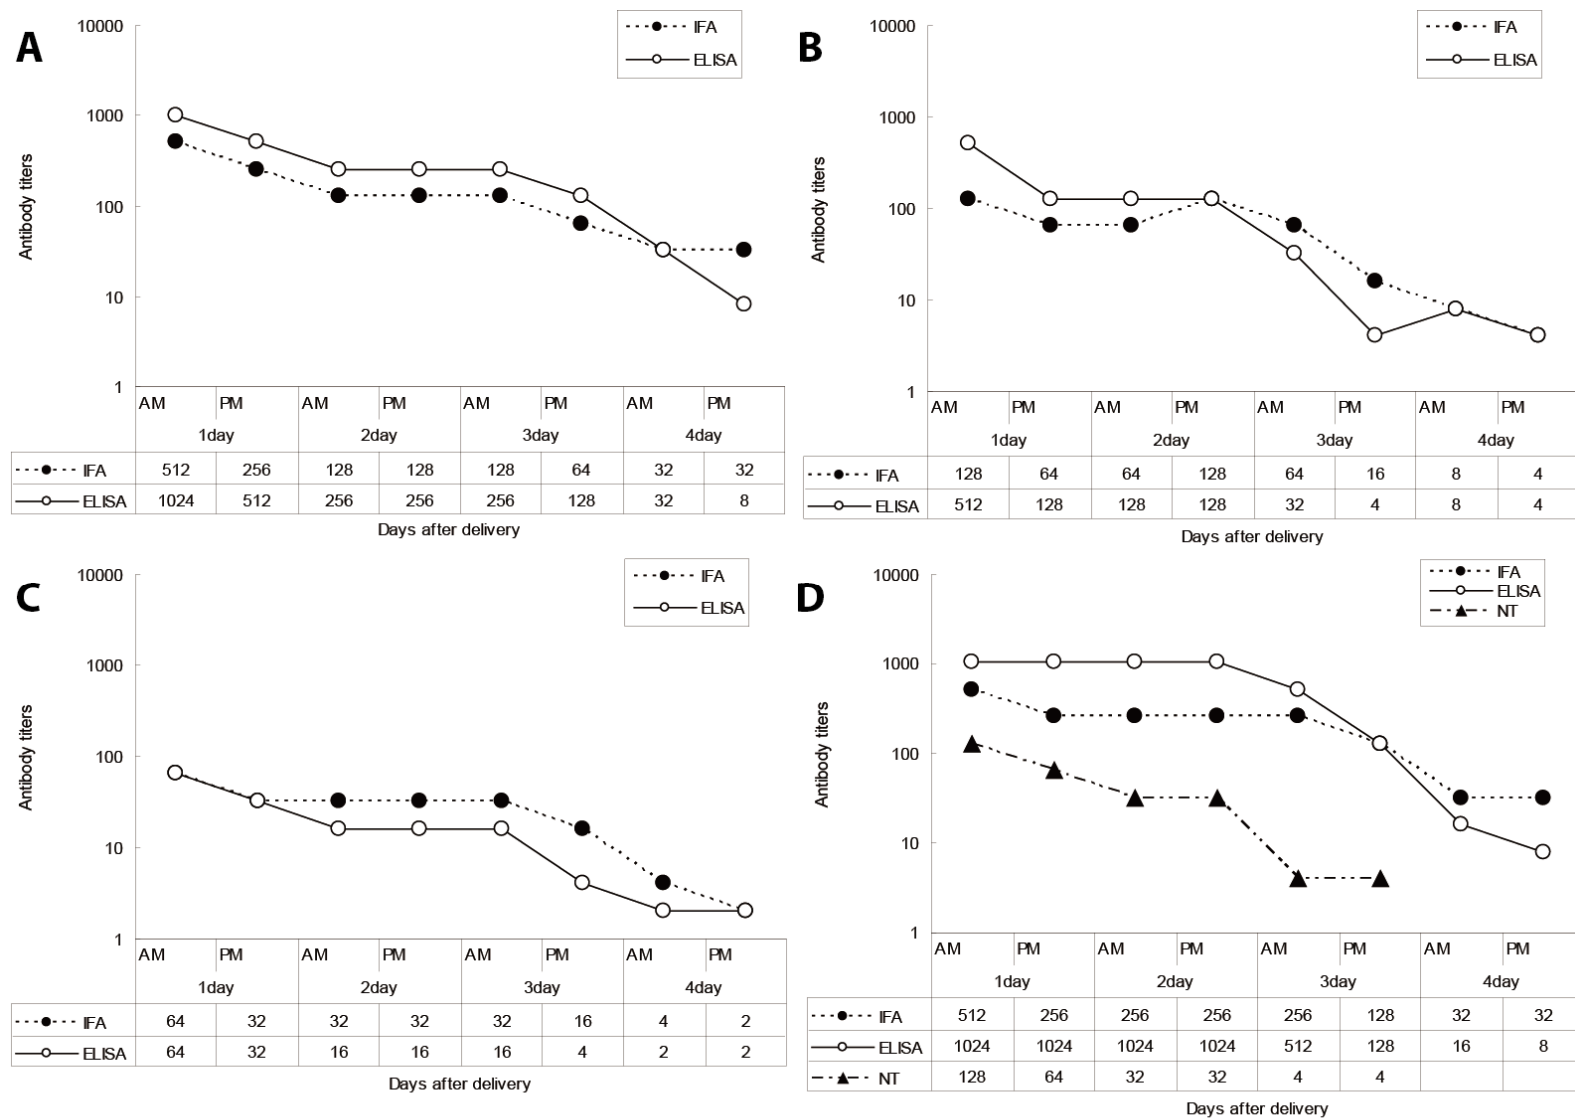 A
10000
1000
100
10
1
Antibody titers
IFA
ELISA
AM PM AM PM AM PM AM PM
1day 2day 3day 4day
IFA 512 256 128 128 128 64 32 32
ELISA 1024 512 256 256 256 128 32 8
Days after delivery
B
10000
1000
100
10
1
Antibody titers
IFA
ELISA
AM PM AM PM AM PM AM PM
1day 2day 3day 4day
IFA 128 64 64 128 64 16 8 4
ELISA 512 128 128 128 32 4 8 4
Days after delivery
C
10000
1000
100
10
1
Antibody titers
IFA
ELISA
AM PM AM PM AM PM AM PM
1day 2day 3day 4day
IFA 64 32 32 32 32 16 4 2
ELISA 64 32 16 16 16 4 2 2
Days after delivery
D
10000
1000
100
10
1
Antibody titers
IFA
ELISA
NT
AM PM AM PM AM PM AM PM
1day 2day 3day 4day
IFA 512 256 256 256 256 128 32 32
ELISA 1024 1024 1024 1024 512 128 16 8
NT 128 64 32 32 4 4
Days after delivery